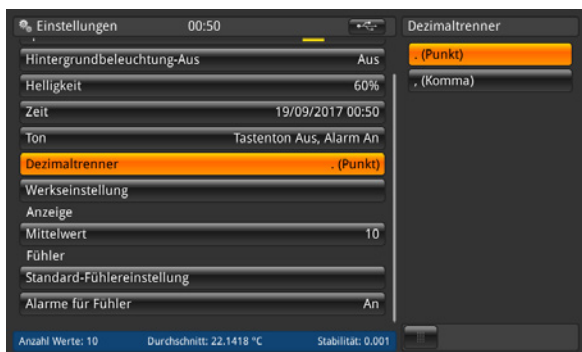 Einstellungen 00:50
Hintergrundbeleuchtung-Aus Aus
Helligkeit 60%
Zeit 19/09/2017 00:50
Ton Tastenton Aus, Alarm An
Dezimaltrenner . (Punkt)
Werkseinstellung
Anzeige
Mittelwert 10
Fühler
Standard-Fühlereinstellung
Alarme für Fühler An
Anzahl Werte: 10 Durchschnitt: 22.1418 °C Stabilität: 0.001
Dezimaltrenner
. (Punkt)
, (Komma)